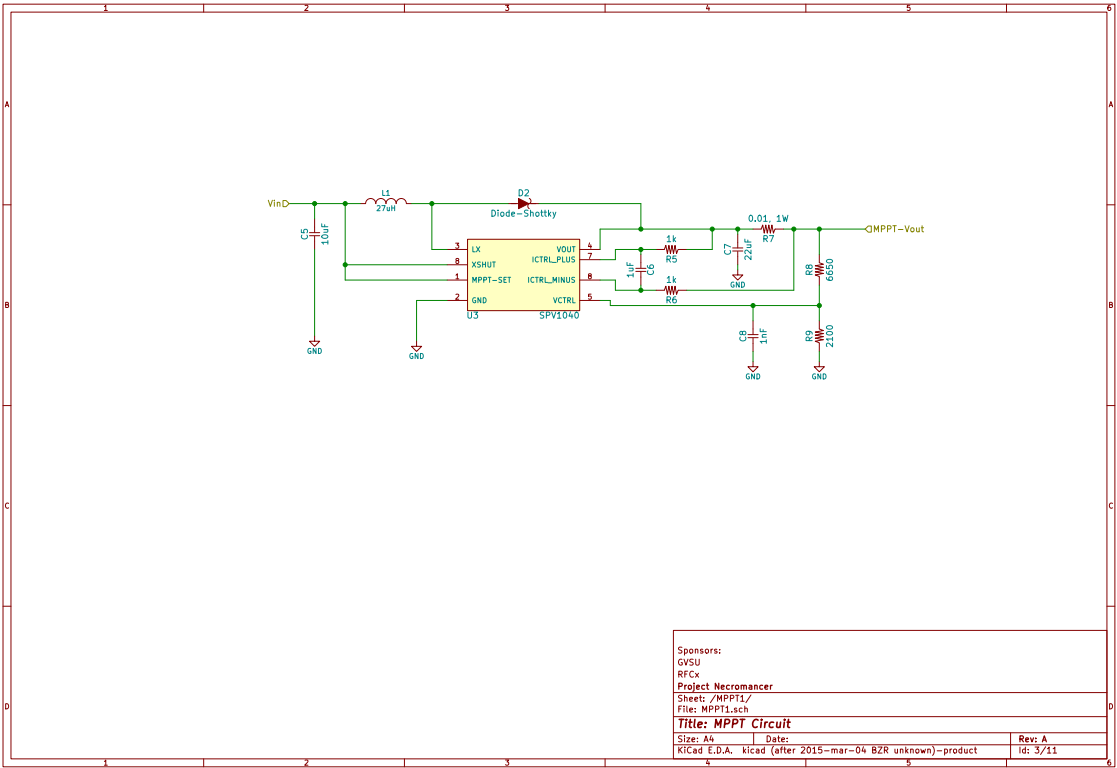 1 2 3 4 5 6
A A
L1
27uH
D2
Diode-Shottky
Vin
C5
10uF
3 LX
8 XSHUT
1 MPPT-SET
2 GND
VOUT 4
ICTRL_PLUS 7
ICTRL_MINUS 8
VCTRL 5
U3 SPV1040
1k
R5
1uF
C6
1k
R6
C7
22uF
GND
0.01, 1W
R7
MPPT-Vout
R8
6650
B B
C8
1nF
R9
2100
GND
GND
GND
GND
C C
Sponsors:
GVSU
RFCx
Project Necromancer
Sheet: /MPPT1/
File: MPPT1.sch
D D
Title: MPPT Circuit
Size: A4 Date: Rev: A
KiCad E.D.A. kicad (after 2015-mar-04 BZR unknown)-product Id: 3/11
1 2 3 4 5 6